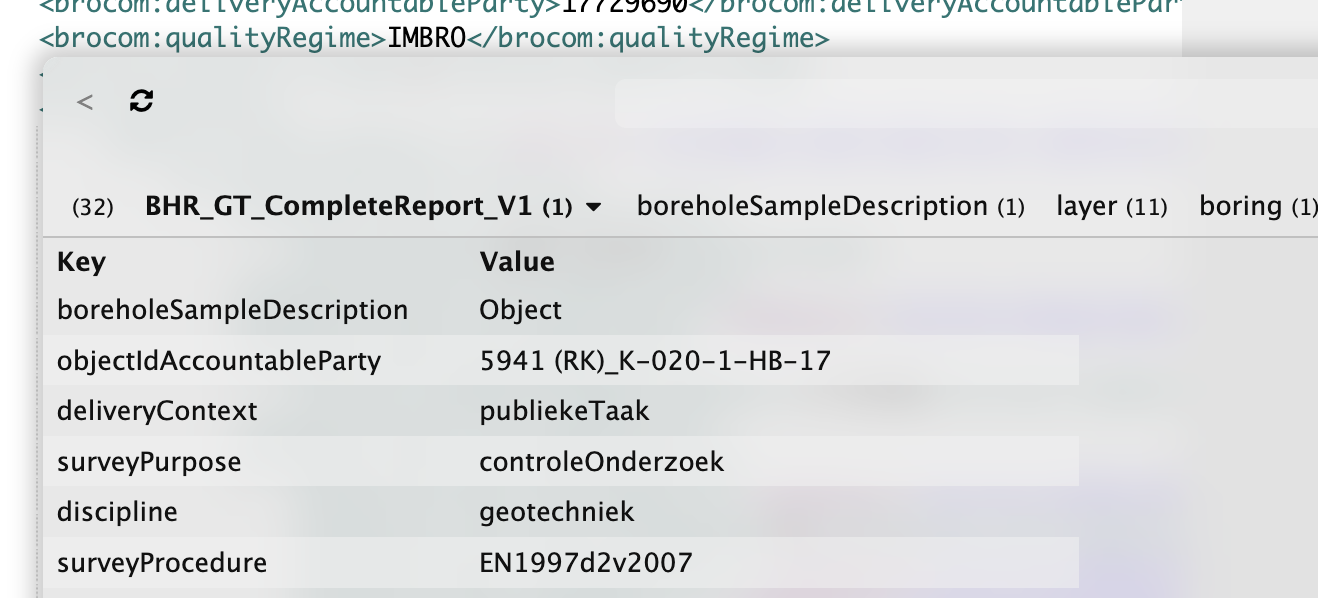 <brocom:deliveryAccountableParty>17729690</brocom:deliveryAccountablePar
<brocom:qualityRegime>IMBRO</brocom:qualityRegime>
<
(32) BHR_GT_CompleteReport_V1 (1) ▾ boreholeSampleDescription (1) layer (11) boring (1)
Key Value
boreholeSampleDescription Object
objectIdAccountableParty 5941 (RK)_K-020-1-HB-17
deliveryContext publiekeTaak
surveyPurpose controleOnderzoek
discipline geotechniek
surveyProcedure EN1997d2v2007